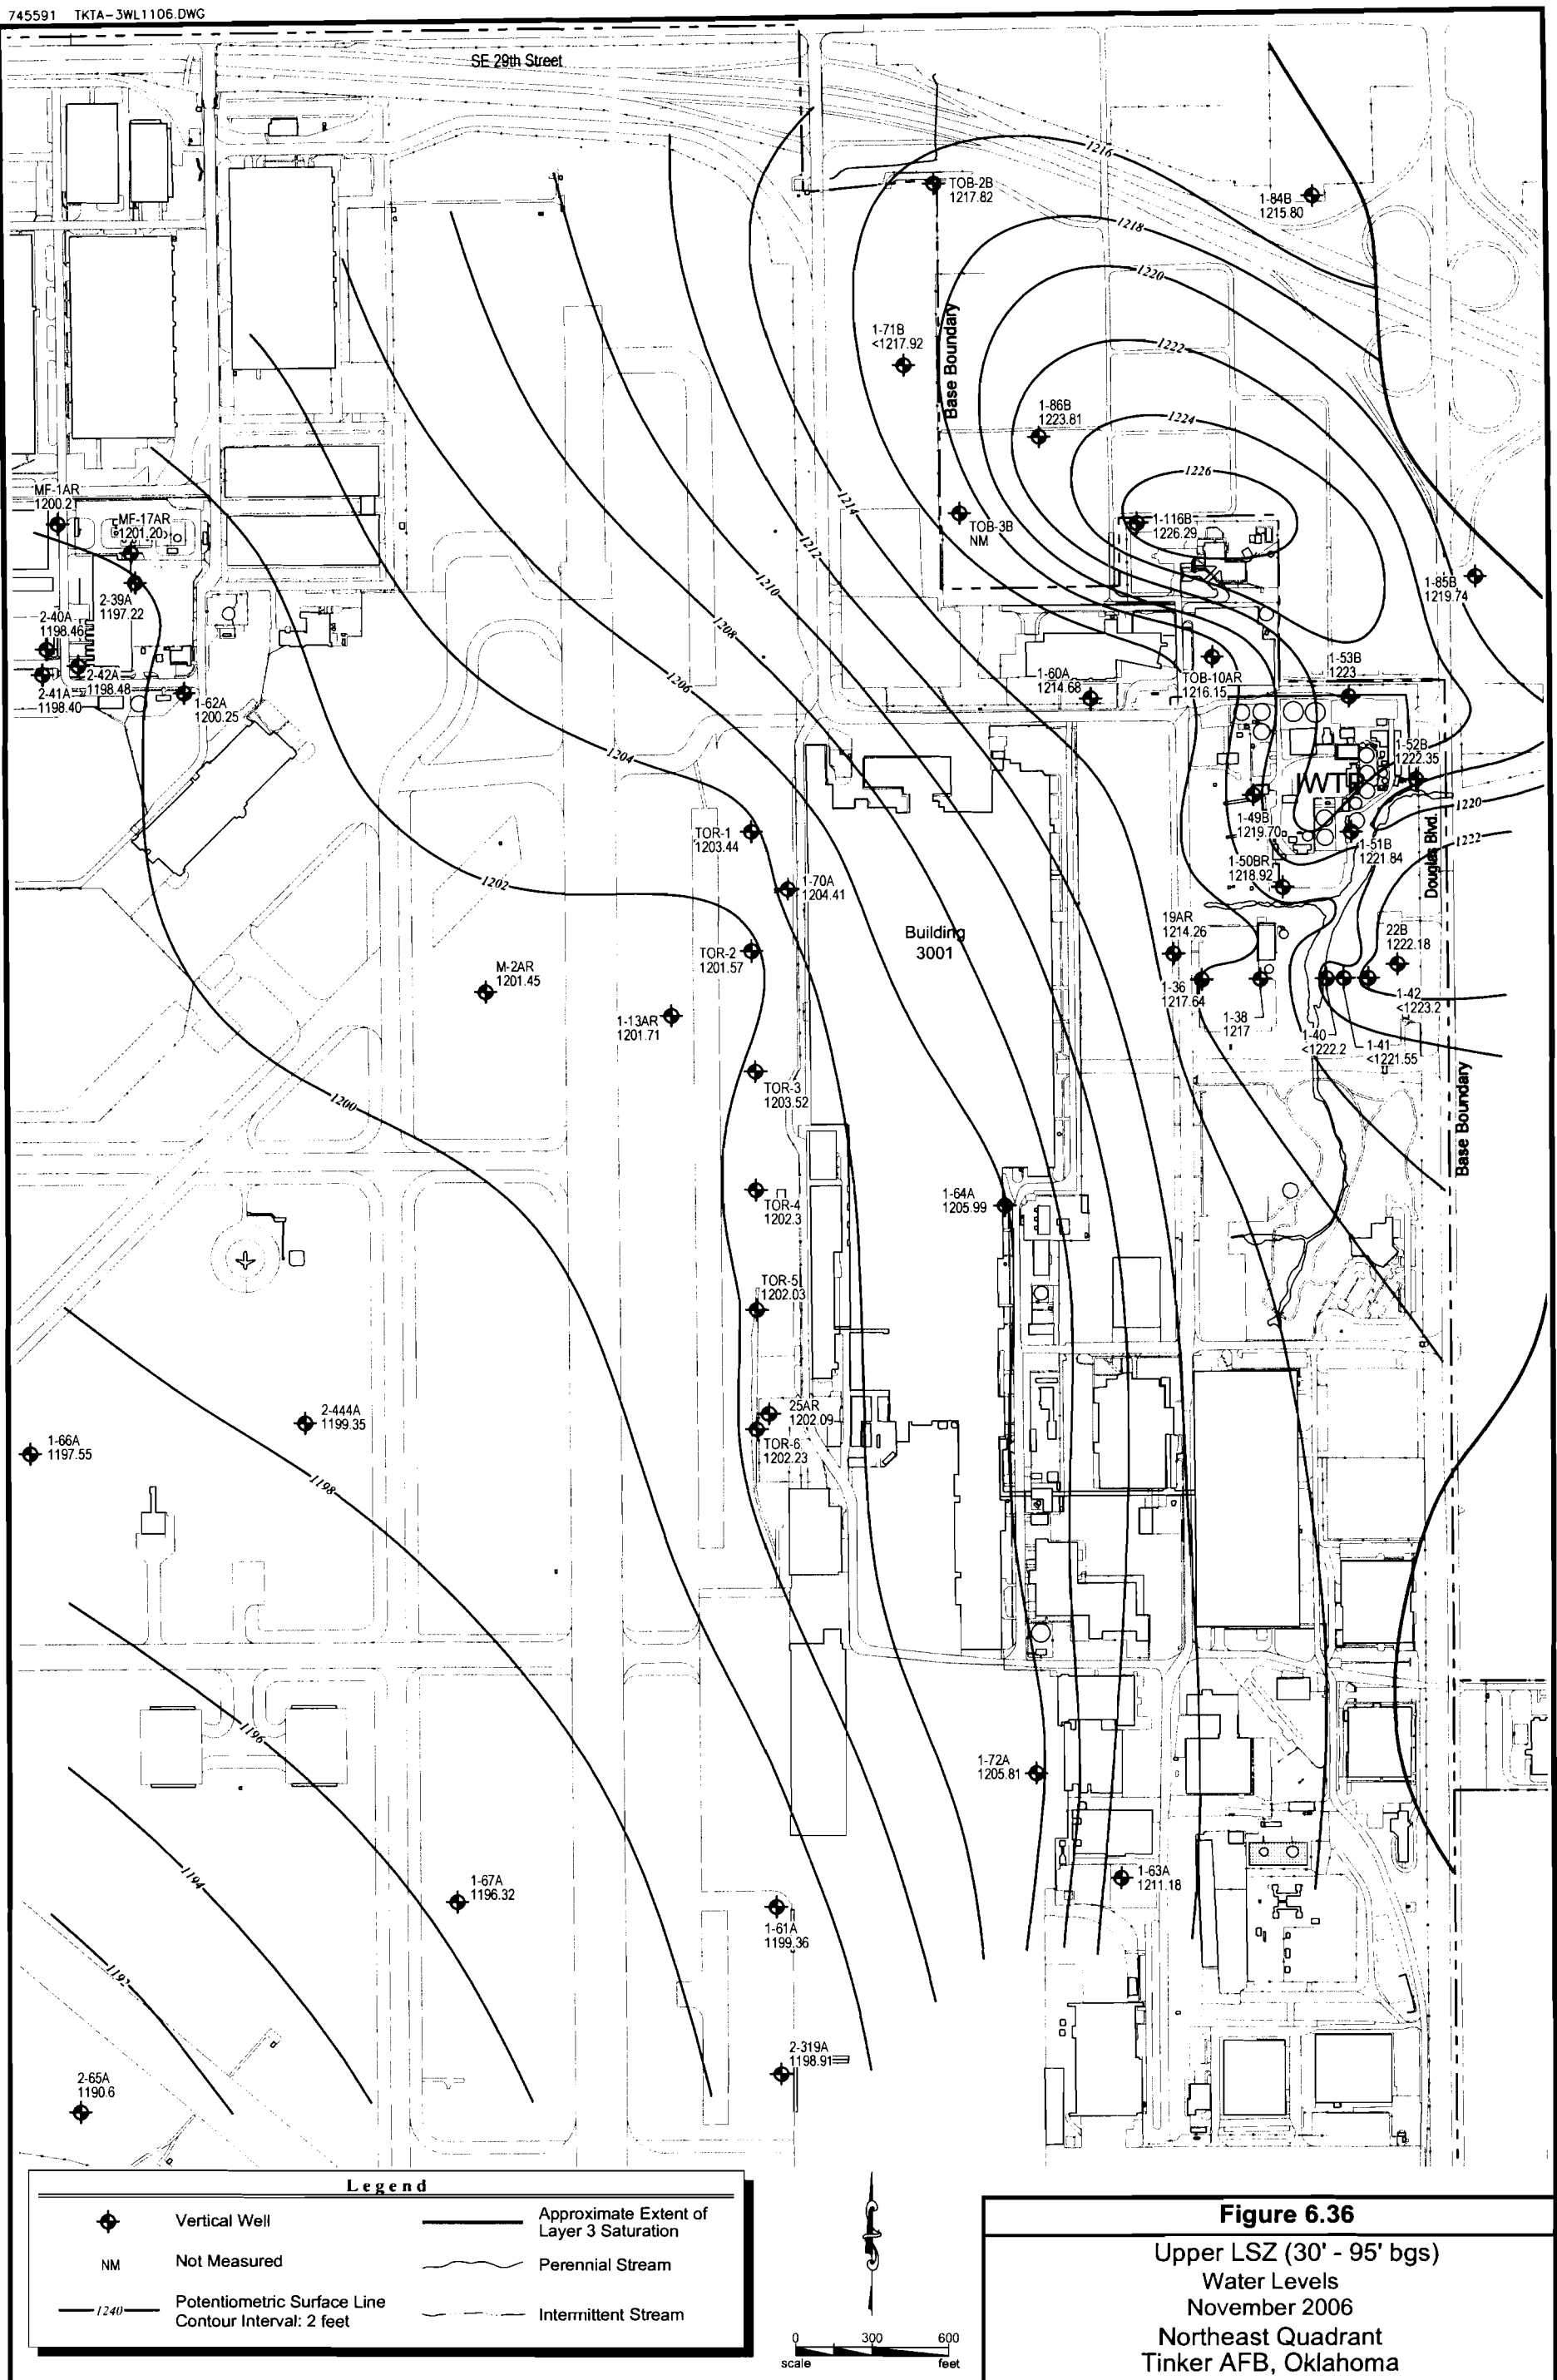 745591 TKTA-3WL1106.DWG
SE 29th Street
1216
TOB-2B
1217.82
1-84B
1215.80
1218
1220
1-71B
<1217.92
Base Boundary
1222
1-86B
1223.81
1224
1226
MF-1AR
1200.2
MF-17AR
1201.20
1214
TOB-3B
NM
1-116B
1226.29
1212
1210
1-85B
1219.74
2-39A
1197.22
2-40A
1198.46
1208
2-42A
1198.48
2-41A
1198.40
1-62A
1200.25
1206
1-60A
1214.68
TOB-10AR
1216.15
1-53B
1223
1204
1-52B
1222.35
IWTP
1220
1-49B
1219.70
TOR-1
1203.44
1-51B
1221.84
1222
Douglas Blvd.
1-50BR
1218.92
1202
1-70A
1204.41
Building
3001
19AR
1214.26
22B
1222.18
TOR-2
1201.57
M-2AR
1201.45
1-36
1217.64
1-38
1217
1-42
<1223.2
1-13AR
1201.71
1-40
<1222.2
1-41
<1221.55
TOR-3
1203.52
1200
Base Boundary
TOR-4
1202.3
1-64A
1205.99
TOR-5
1202.03
2-444A
1199.35
25AR
1202.09
1-66A
1197.55
TOR-6
1202.23
1198
1196
1-72A
1205.81
1194
1-67A
1196.32
1-63A
1211.18
1-61A
1199.36
1192
2-319A
1198.91
2-65A
1190.6
Legend
Vertical Well
Approximate Extent of
Layer 3 Saturation
NM
Not Measured
Perennial Stream
1240
Potentiometric Surface Line
Contour Interval: 2 feet
Intermittent Stream
0 300 600
scale feet
Figure 6.36
Upper LSZ (30' - 95' bgs)
Water Levels
November 2006
Northeast Quadrant
Tinker AFB, Oklahoma